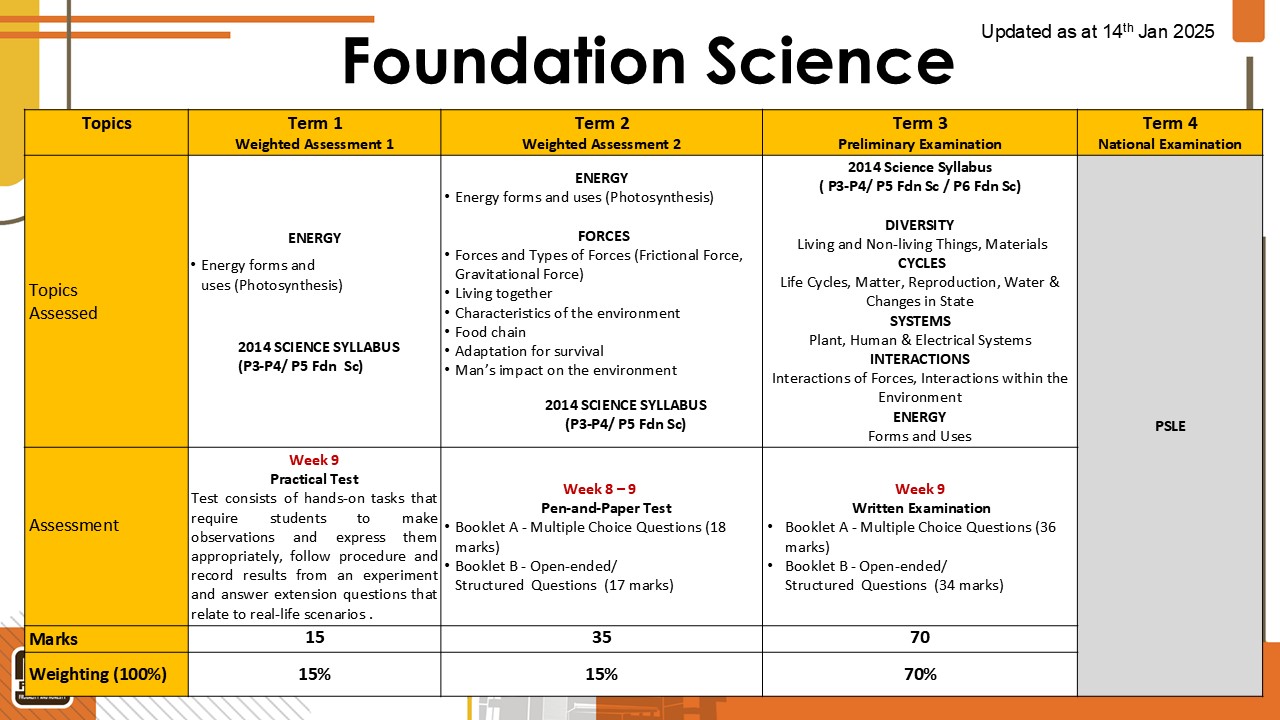 Updated as at 14th Jan 2025
Foundation Science
Topics
Term 1
Weighted Assessment 1
Term 2
Weighted Assessment 2
Term 3
Preliminary Examination
Term 4
National Examination
Topics
Assessed
ENERGY
• Energy forms and
uses (Photosynthesis)
2014 SCIENCE SYLLABUS
(P3-P4/ P5 Fdn Sc)
ENERGY
• Energy forms and uses (Photosynthesis)
FORCES
• Forces and Types of Forces (Frictional Force,
Gravitational Force)
• Living together
• Characteristics of the environment
• Food chain
• Adaptation for survival
• Man's impact on the environment
2014 SCIENCE SYLLABUS
(P3-P4/ P5 Fdn Sc)
2014 Science Syllabus
( P3-P4/ P5 Fdn Sc / P6 Fdn Sc)
DIVERSITY
Living and Non-living Things, Materials
CYCLES
Life Cycles, Matter, Reproduction, Water &
Changes in State
SYSTEMS
Plant, Human & Electrical Systems
INTERACTIONS
Interactions of Forces, Interactions within the
Environment
ENERGY
Forms and Uses
PSLE
Assessment
Week 9
Practical Test
Test consists of hands-on tasks that
require students to make
observations and express them
appropriately, follow procedure and
record results from an experiment
and answer extension questions that
relate to real-life scenarios .
Week 8 – 9
Pen-and-Paper Test
• Booklet A - Multiple Choice Questions (18
marks)
• Booklet B - Open-ended/
Structured Questions (17 marks)
Week 9
Written Examination
• Booklet A - Multiple Choice Questions (36
marks)
• Booklet B - Open-ended/
Structured Questions (34 marks)
Marks
15
35
70
Weighting (100%)
15%
15%
70%